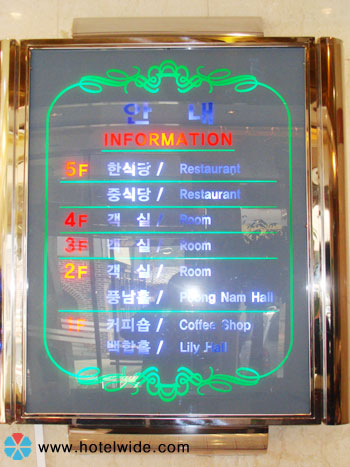 안 내
INFORMATION
5F 한식당 / Restaurant
중식당 / Restaurant
4F 객 실 / Room
3F 객 실 / Room
2F 객 실 / Room
풍남홀 / Poong Nam Hall
1F 커피숍 / Coffee Shop
백합홀 / Lily Hall
www.hotelwide.com